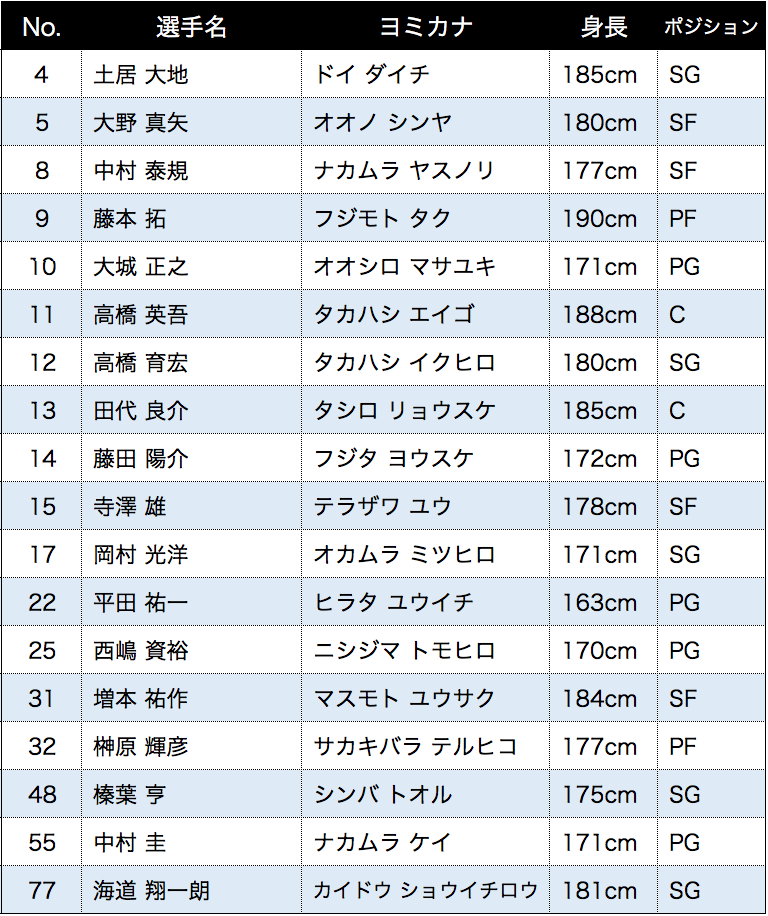 No. 選手名 ヨミカナ 身長 ポジション
4 土居 大地 ドイ ダイチ 185cm SG
5 大野 真矢 オオノ シンヤ 180cm SF
8 中村 泰規 ナカムラ ヤスノリ 177cm SF
9 藤本 拓 フジモト タク 190cm PF
10 大城 正之 オオシロ マサユキ 171cm PG
11 高橋 英吾 タカハシ エイゴ 188cm C
12 高橋 育宏 タカハシ イクヒロ 180cm SG
13 田代 良介 タシロ リョウスケ 185cm C
14 藤田 陽介 フジタ ヨウスケ 172cm PG
15 寺澤 雄 テラザワ ユウ 178cm SF
17 岡村 光洋 オカムラ ミツヒロ 171cm SG
22 平田 祐一 ヒラタ ユウイチ 163cm PG
25 西嶋 資裕 ニシジマ トモヒロ 170cm PG
31 増本 祐作 マスモト ユウサク 184cm SF
32 榊原 輝彦 サカキバラ テルヒコ 177cm PF
48 榛葉 亨 シンバ トオル 175cm SG
55 中村 圭 ナカムラ ケイ 171cm PG
77 海道 翔一朗 カイドウ ショウイチロウ 181cm SG